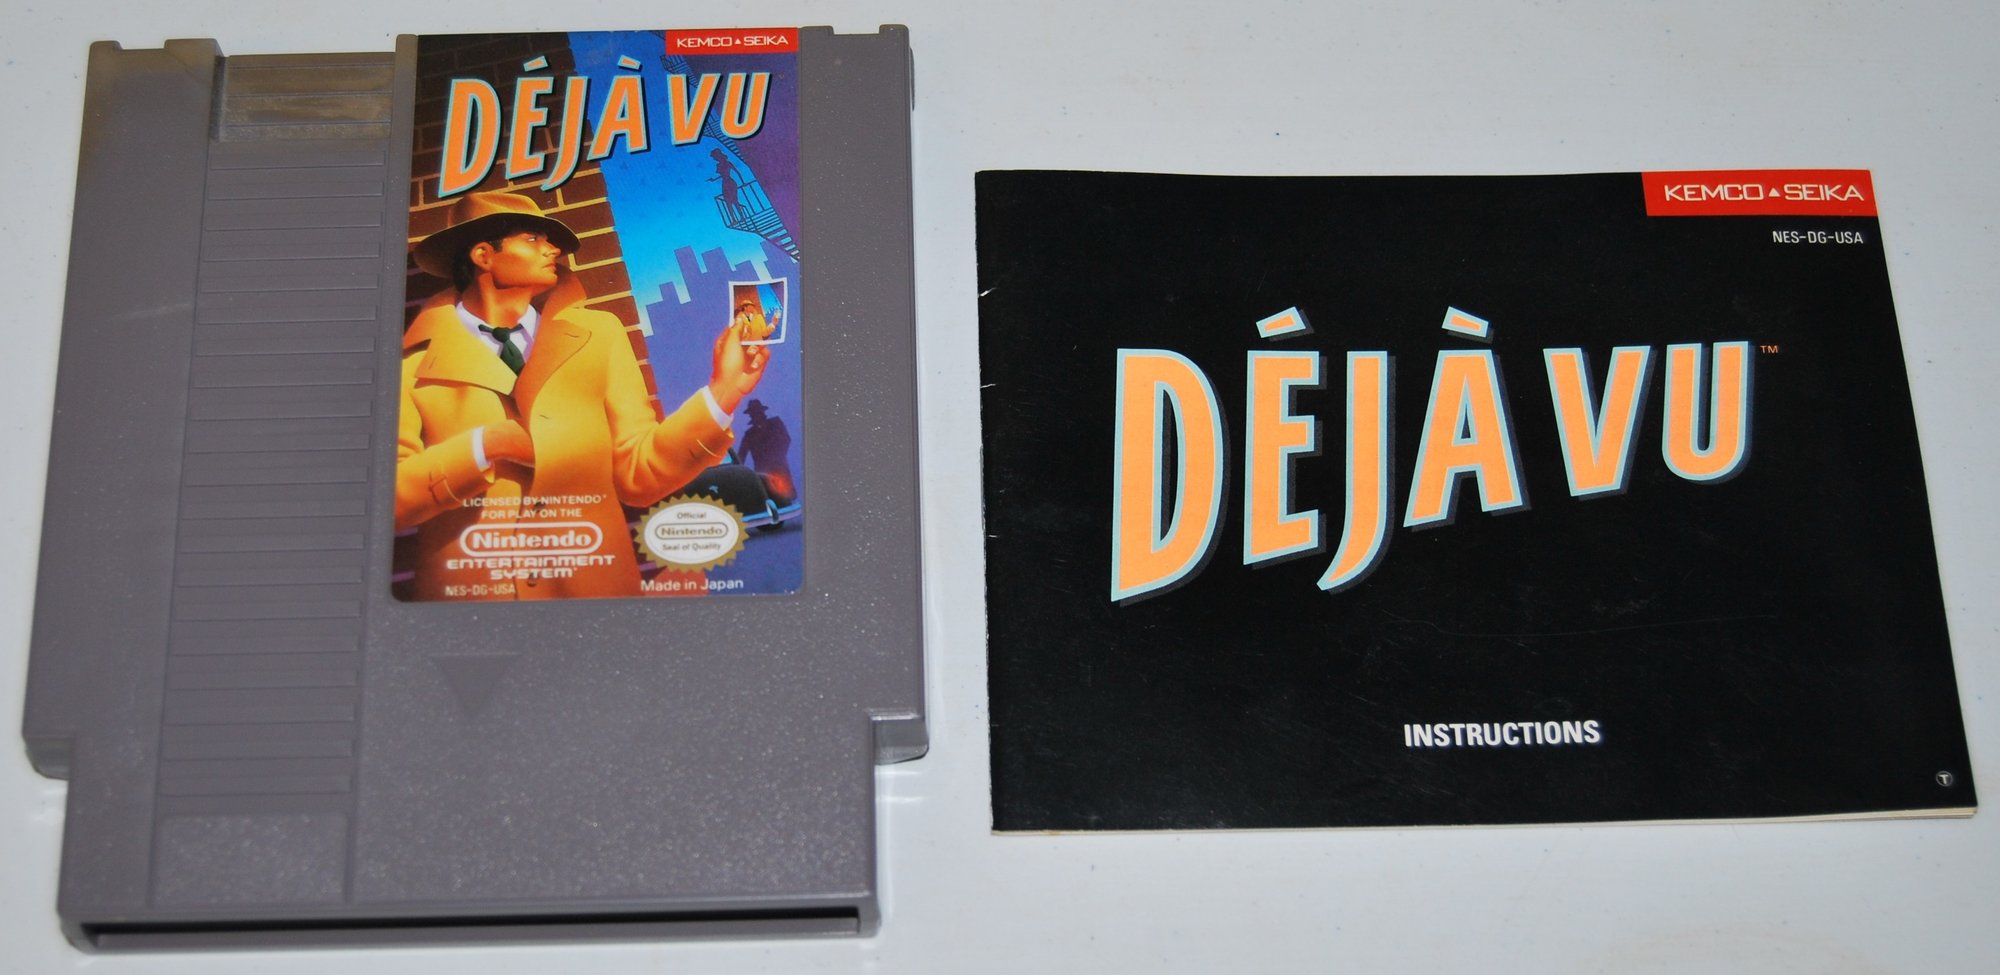 KEMCO▲SEIKA
DÉJÀ VU
LICENSED BY NINTENDO®
FOR PLAY ON THE
Nintendo
ENTERTAINMENT
SYSTEM®
NES-DG-USA
Official
Nintendo
Seal of Quality
Made in Japan
KEMCO▲SEIKA
NES-DG-USA
DÉJÀ VU™
INSTRUCTIONS
T